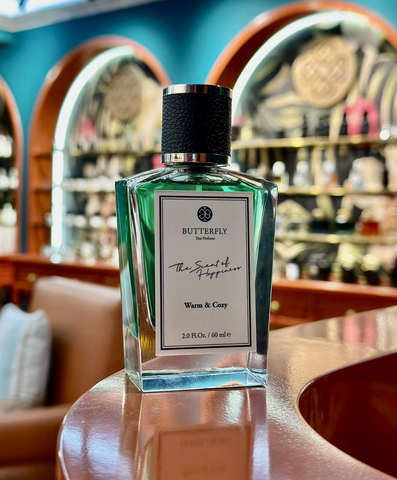 BUTTERFLY
Thai Perfume
The Scent of
Happiness
Warm & Cozy
2.0 Fl.Oz. / 60 ml ℮